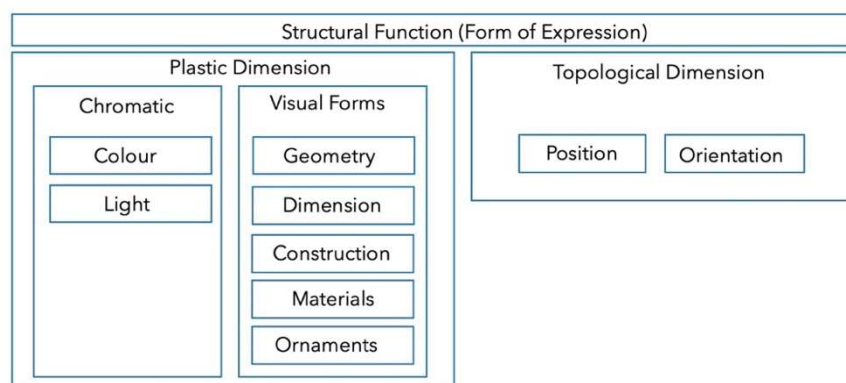 Structural Function (Form of Expression)
Plastic Dimension
Chromatic
Colour
Light
Visual Forms
Geometry
Dimension
Construction
Materials
Ornaments
Topological Dimension
Position
Orientation